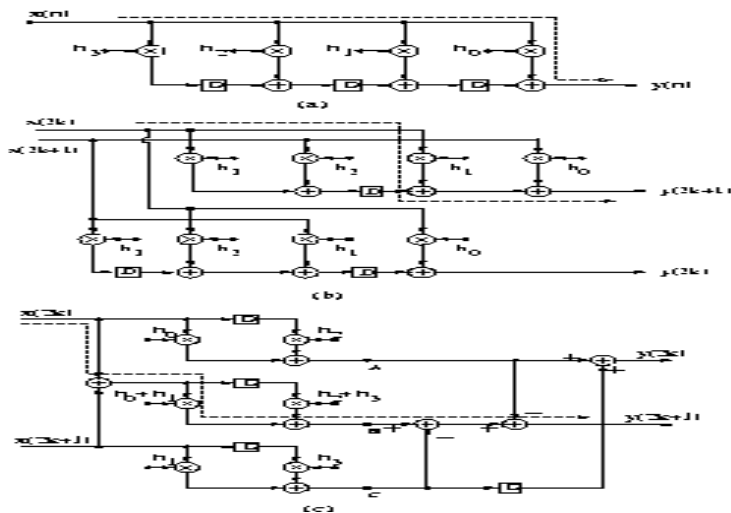 x(n)
h3 h2 h1 h0
D D D
y(n)
(a)
x(2k)
x(2k+1)
h3 h2 h1 h0
D
y(2k+1)
h3 h2 h1 h0
D D
y(2k)
(b)
x(2k)
D
h0 h2
A
+
+
y(2k)
D
h0+h1 h2+h3
B + − + −
y(2k+1)
x(2k+1)
D
h1 h3
C
D
(c)